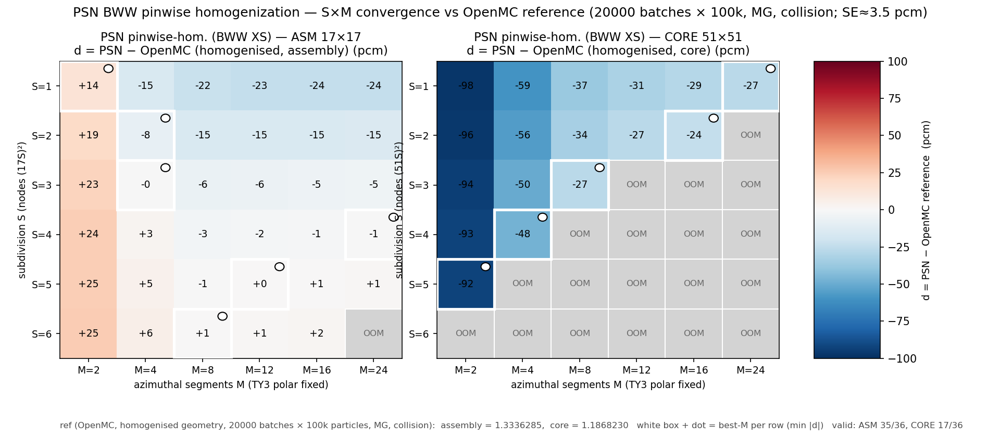 PSN BWW pinwise homogenization — S×M convergence vs OpenMC reference (20000 batches × 100k, MG, collision; SE≈3.5 pcm)
PSN pinwise-hom. (BWW XS) — ASM 17×17
d = PSN − OpenMC (homogenised, assembly) (pcm)
subdivision S (nodes (17S)²)
S=1 +14 -15 -22 -23 -24 -24
S=2 +19 -8 -15 -15 -15 -15
S=3 +23 -0 -6 -6 -5 -5
S=4 +24 +3 -3 -2 -1 -1
S=5 +25 +5 -1 +0 +1 +1
S=6 +25 +6 +1 +1 +2 OOM
M=2 M=4 M=8 M=12 M=16 M=24
azimuthal segments M (TY3 polar fixed)
PSN pinwise-hom. (BWW XS) — CORE 51×51
d = PSN − OpenMC (homogenised, core) (pcm)
subdivision S (nodes (51S)²)
S=1 -98 -59 -37 -31 -29 -27
S=2 -96 -56 -34 -27 -24 OOM
S=3 -94 -50 -27 OOM OOM OOM
S=4 -93 -48 OOM OOM OOM OOM
S=5 -92 OOM OOM OOM OOM OOM
S=6 OOM OOM OOM OOM OOM OOM
M=2 M=4 M=8 M=12 M=16 M=24
azimuthal segments M (TY3 polar fixed)
100
75
50
25
0
−25
−50
−75
−100
d = PSN − OpenMC reference (pcm)
ref (OpenMC, homogenised geometry, 20000 batches × 100k particles, MG, collision): assembly = 1.3336285, core = 1.1868230 white box + dot = best-M per row (min |d|) valid: ASM 35/36, CORE 17/36